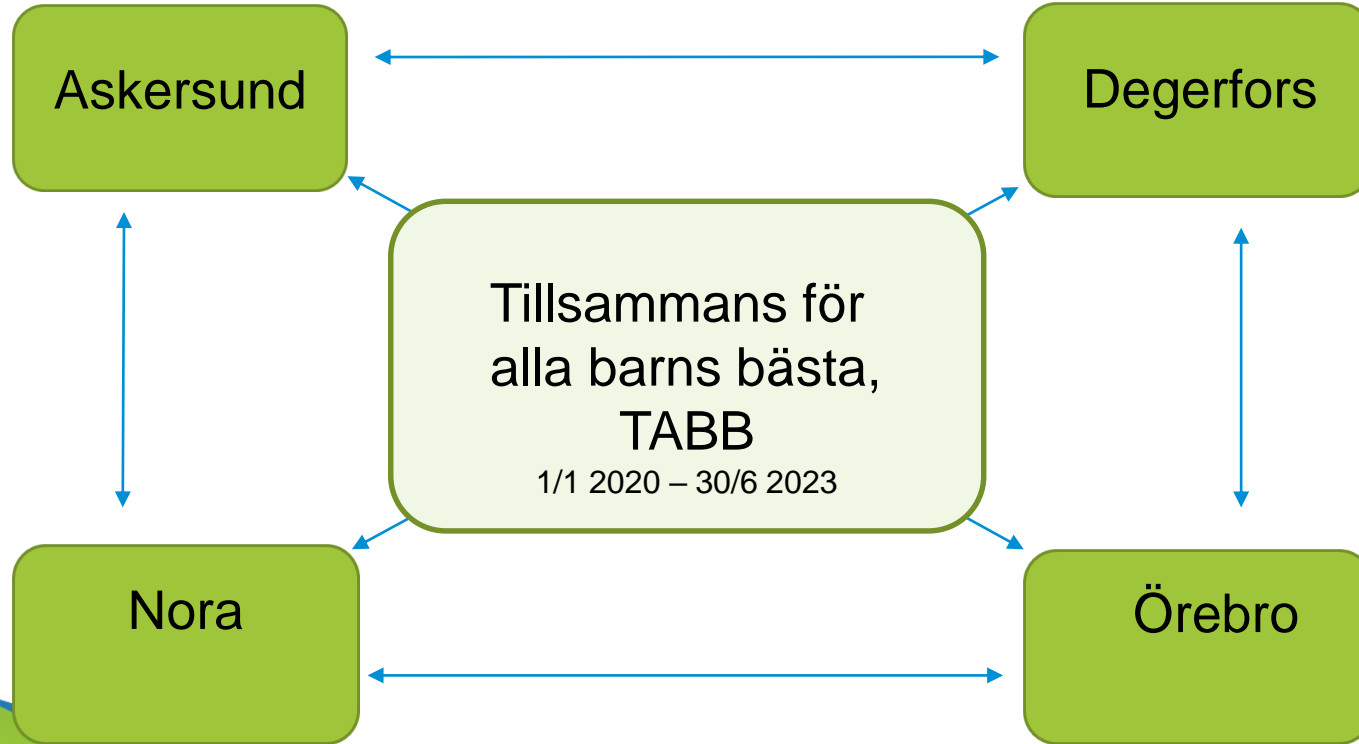 Askersund
Degerfors
Tillsammans för
alla barns bästa,
TABB
1/1 2020 – 30/6 2023
Nora
Örebro